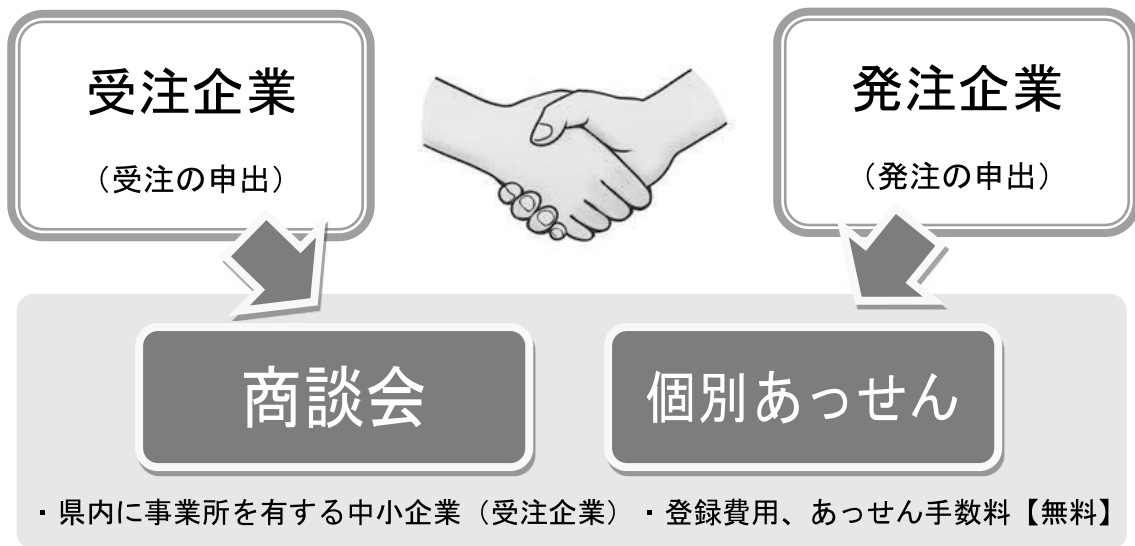 受注企業
（受注の申出）
発注企業
（発注の申出）
商談会
個別あっせん
・県内に事業所を有する中小企業（受注企業）・登録費用、あっせん手数料【無料】